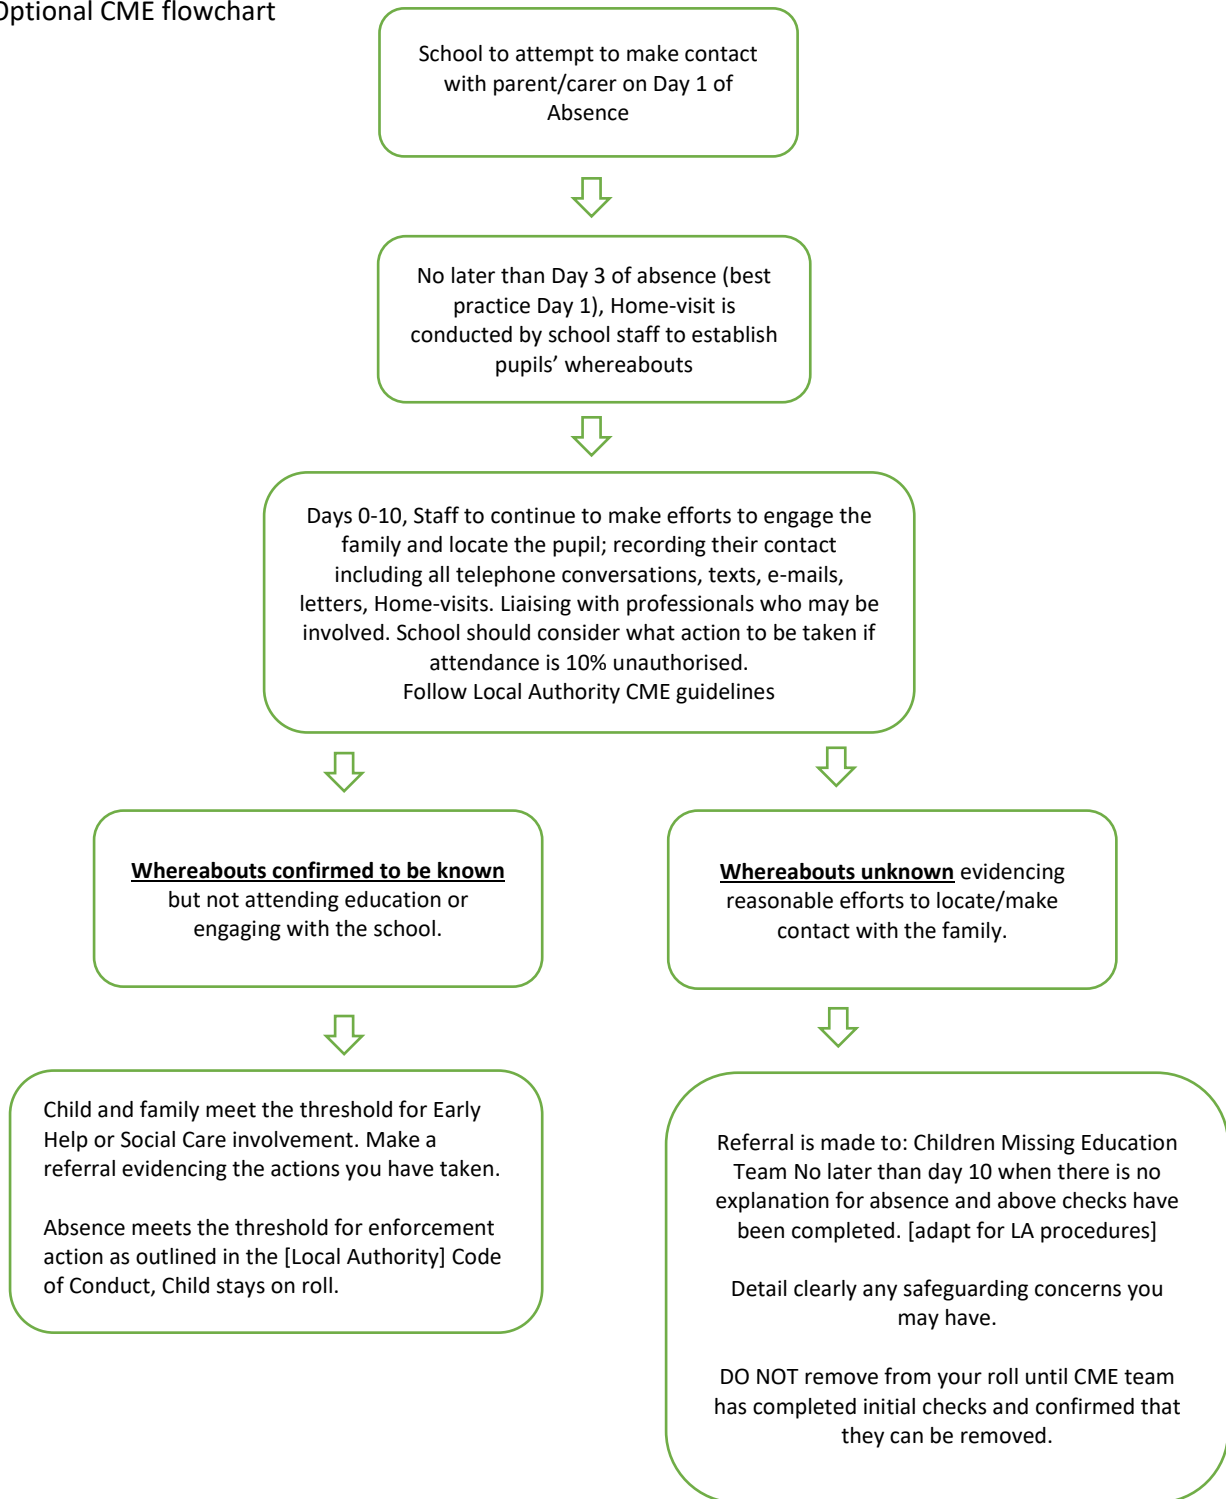 Optional CME flowchart
School to attempt to make contact
with parent/carer on Day 1 of
Absence
No later than Day 3 of absence (best
practice Day 1), Home-visit is
conducted by school staff to establish
pupils’ whereabouts
Days 0-10, Staff to continue to make efforts to engage the
family and locate the pupil; recording their contact
including all telephone conversations, texts, e-mails,
letters, Home-visits. Liaising with professionals who may be
involved. School should consider what action to be taken if
attendance is 10% unauthorised.
Follow Local Authority CME guidelines
Whereabouts confirmed to be known
but not attending education or
engaging with the school.
Whereabouts unknown evidencing
reasonable efforts to locate/make
contact with the family.
Child and family meet the threshold for Early
Help or Social Care involvement. Make a
referral evidencing the actions you have taken.
Absence meets the threshold for enforcement
action as outlined in the [Local Authority] Code
of Conduct, Child stays on roll.
Referral is made to: Children Missing Education
Team No later than day 10 when there is no
explanation for absence and above checks have
been completed. [adapt for LA procedures]
Detail clearly any safeguarding concerns you
may have.
DO NOT remove from your roll until CME team
has completed initial checks and confirmed that
they can be removed.